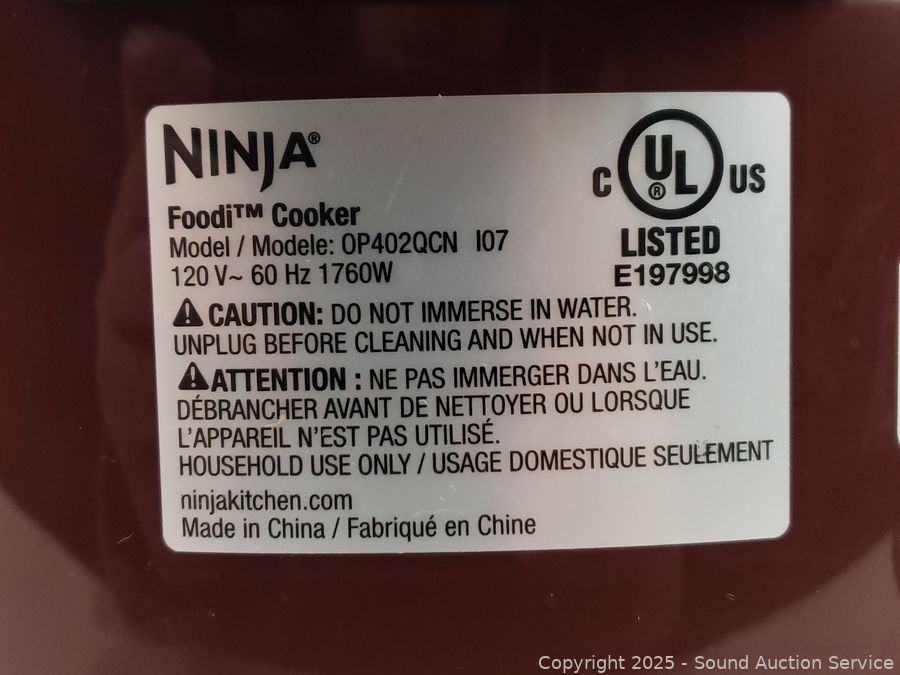 NINJA®
Foodi™ Cooker
Model / Modele: OP402QCN I07
120 V~ 60 Hz 1760W
C UL® US
LISTED
E197998
CAUTION: DO NOT IMMERSE IN WATER.
UNPLUG BEFORE CLEANING AND WHEN NOT IN USE.
ATTENTION : NE PAS IMMERGER DANS L'EAU.
DÉBRANCHER AVANT DE NETTOYER OU LORSQUE
L'APPAREIL N'EST PAS UTILISÉ.
HOUSEHOLD USE ONLY / USAGE DOMESTIQUE SEULEMENT
ninjakitchen.com
Made in China / Fabriqué en Chine
Copyright 2025 - Sound Auction Service